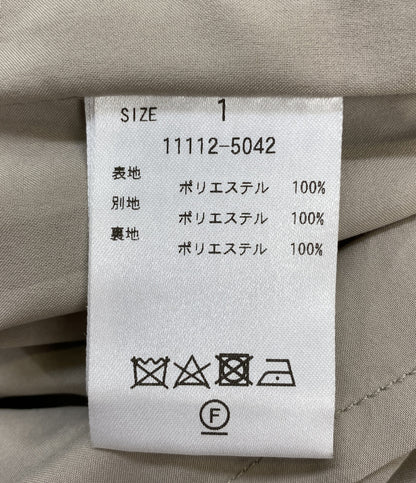 SIZE 1
11112-5042
表地 ポリエステル 100%
別地 ポリエステル 100%
裏地 ポリエステル 100%
F